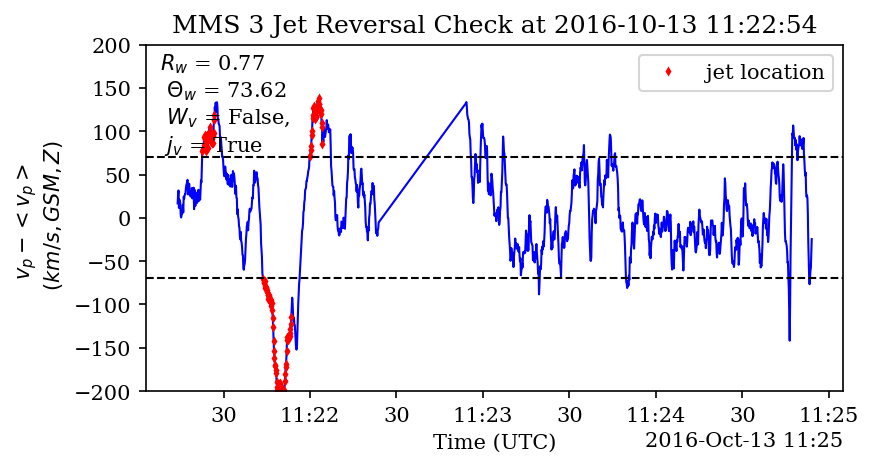 MMS 3 Jet Reversal Check at 2016-10-13 11:22:54
R_w = 0.77
Θ_w = 73.62
W_v = False,
j_v = True
jet location
200
150
100
50
0
−50
−100
−150
−200
v_p − < v_p >
(km/s, GSM, Z)
30 11:22 30 11:23 30 11:24 30 11:25
Time (UTC)
2016-Oct-13 11:25